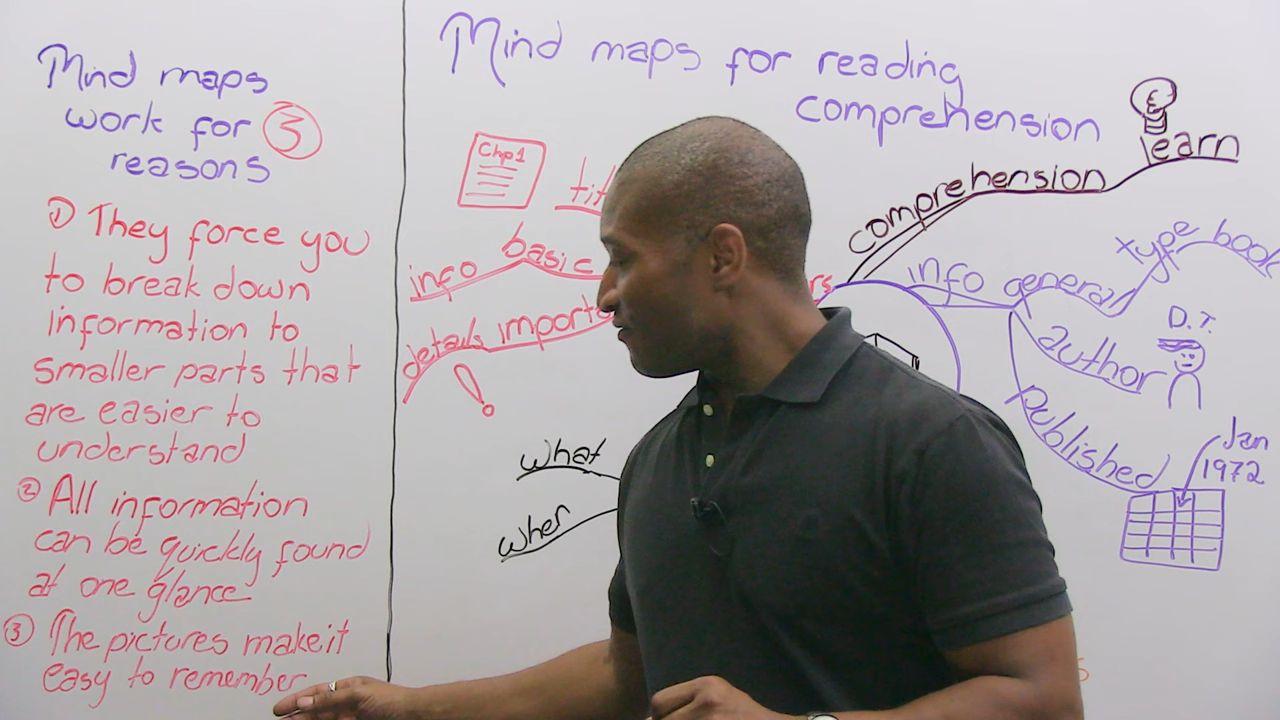 Mind maps
work for 3
reasons
1 They force you
to break down
information to
smaller parts that
are easier to
understand
2 All information
can be quickly found
at one glance
3 The pictures make it
easy to remember
Mind maps for reading
comprehension
Chp1
info basic
details important
what
when
comprehension
learn
info general
type book
author
D.T.
published
Jan
1972